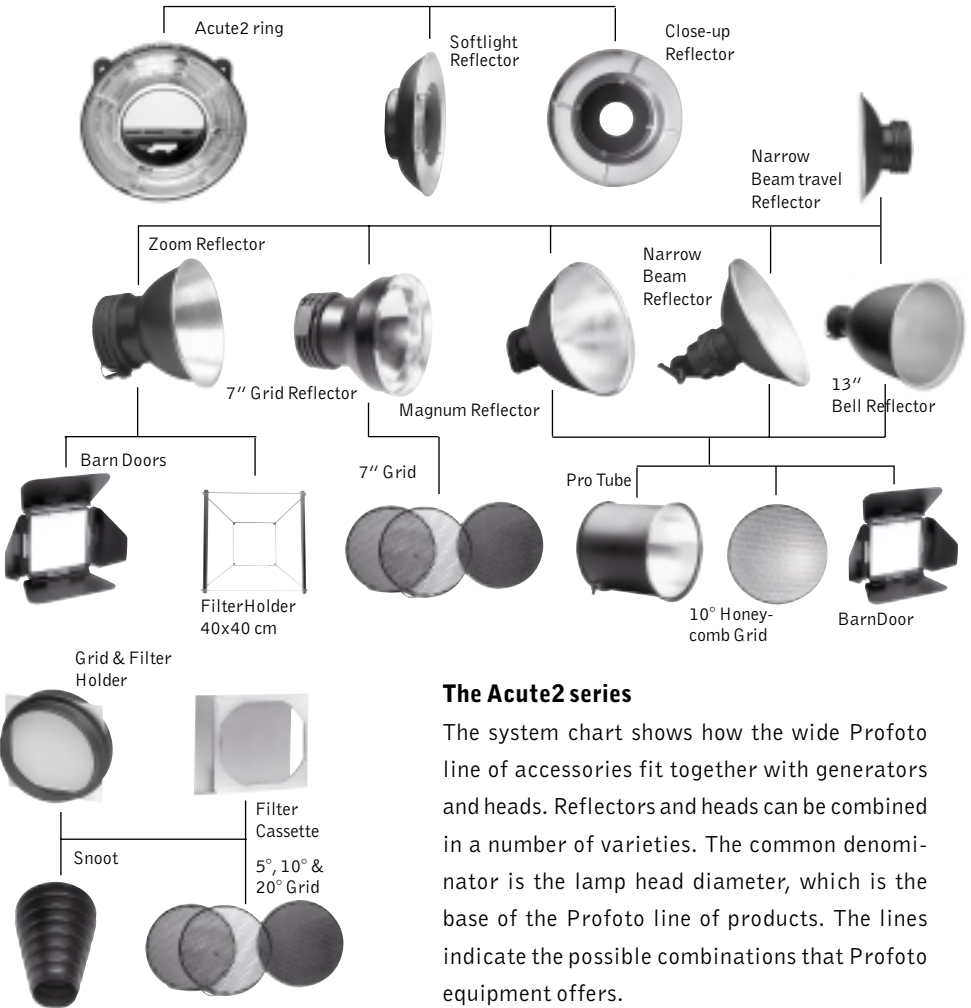 Acute2 ring
Softlight
Reflector
Close-up
Reflector
Narrow
Beam travel
Reflector
Zoom Reflector
Narrow
Beam
Reflector
7" Grid Reflector
Magnum Reflector
13"
Bell Reflector
Barn Doors
7" Grid
Pro Tube
FilterHolder
40x40 cm
10° Honey-
comb Grid
BarnDoor
Grid & Filter
Holder
Filter
Cassette
Snoot
5°, 10° &
20° Grid
The Acute2 series
The system chart shows how the wide Profoto
line of accessories fit together with generators
and heads. Reflectors and heads can be combined
in a number of varieties. The common denomi-
nator is the lamp head diameter, which is the
base of the Profoto line of products. The lines
indicate the possible combinations that Profoto
equipment offers.